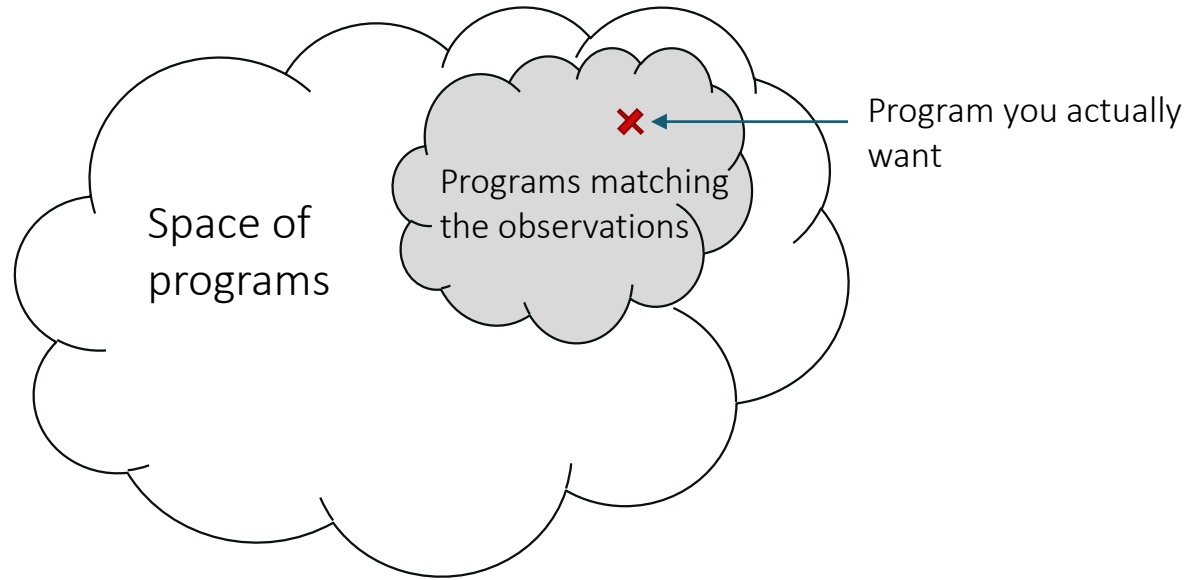 Program you actually
want
Programs matching
the observations
Space of
programs